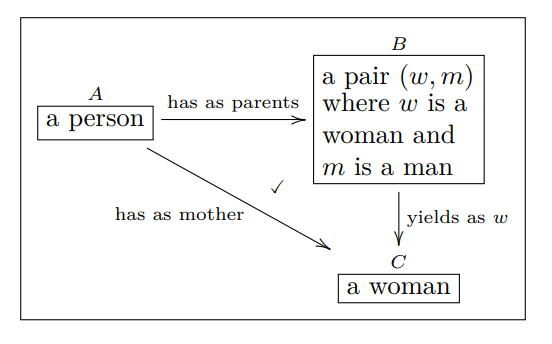 B
a pair (w, m)
A
has as parents
where w is a
a person
woman and
m is a man
✓
has as mother
yields as w
C
a woman